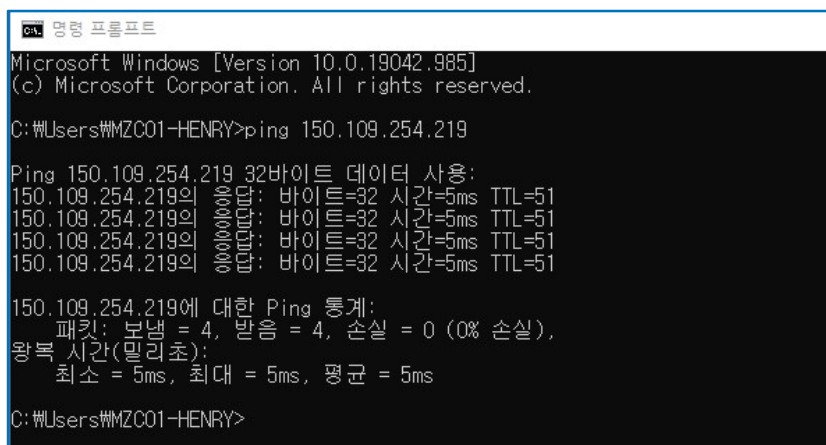 명령 프롬프트
Microsoft Windows [Version 10.0.19042.985]
(c) Microsoft Corporation. All rights reserved.
C:₩Users₩MZC01-HENRY>ping 150.109.254.219
Ping 150.109.254.219 32바이트 데이터 사용:
150.109.254.219의 응답: 바이트=32 시간=5ms TTL=51
150.109.254.219의 응답: 바이트=32 시간=5ms TTL=51
150.109.254.219의 응답: 바이트=32 시간=5ms TTL=51
150.109.254.219의 응답: 바이트=32 시간=5ms TTL=51
150.109.254.219에 대한 Ping 통계:
패킷: 보냄 = 4, 받음 = 4, 손실 = 0 (0% 손실),
왕복 시간(밀리초):
최소 = 5ms, 최대 = 5ms, 평균 = 5ms
C:₩Users₩MZC01-HENRY>